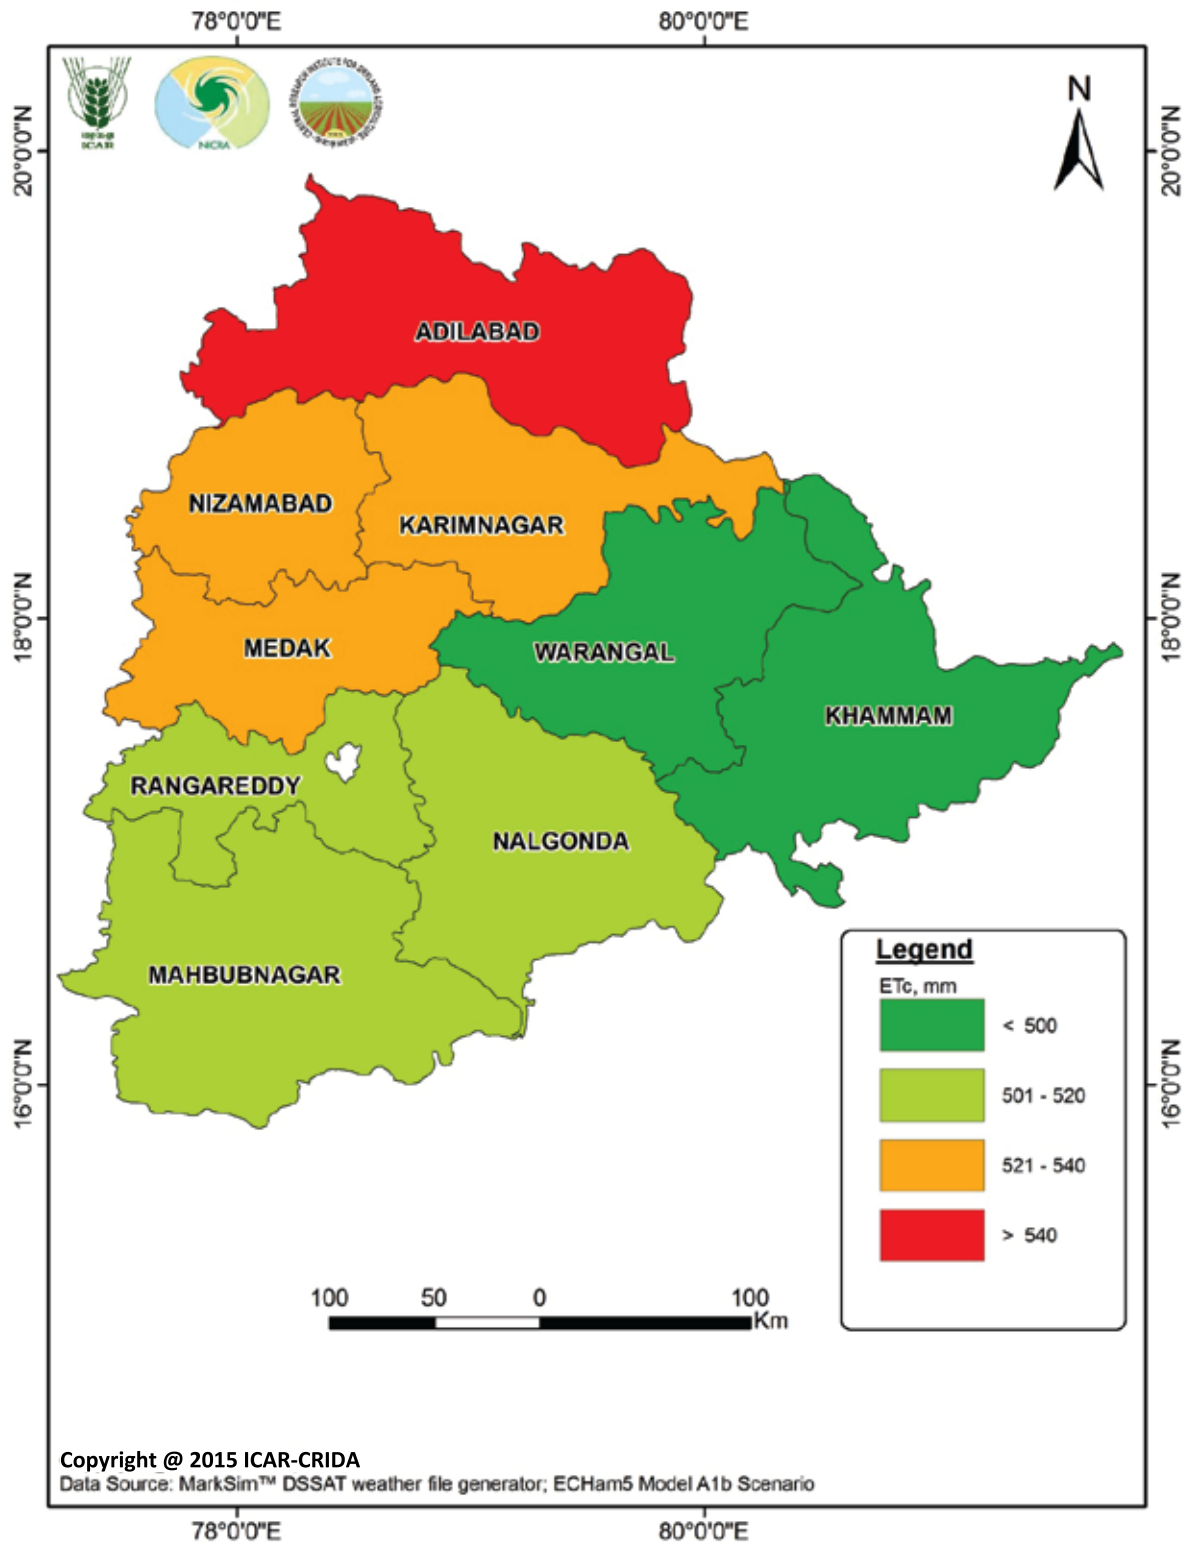 78°0'0"E 80°0'0"E
N
20°0'0"N 20°0'0"N
ICAR
NICRA
ADILABAD
NIZAMABAD
KARIMNAGAR
18°0'0"N 18°0'0"N
MEDAK
WARANGAL
KHAMMAM
RANGAREDDY
NALGONDA
MAHBUBNAGAR
16°0'0"N 16°0'0"N
Legend
ETc, mm
< 500
501 - 520
521 - 540
> 540
100 50 0 100
Km
Copyright @ 2015 ICAR-CRIDA
Data Source: MarkSim™ DSSAT weather file generator; ECHam5 Model A1b Scenario
78°0'0"E 80°0'0"E